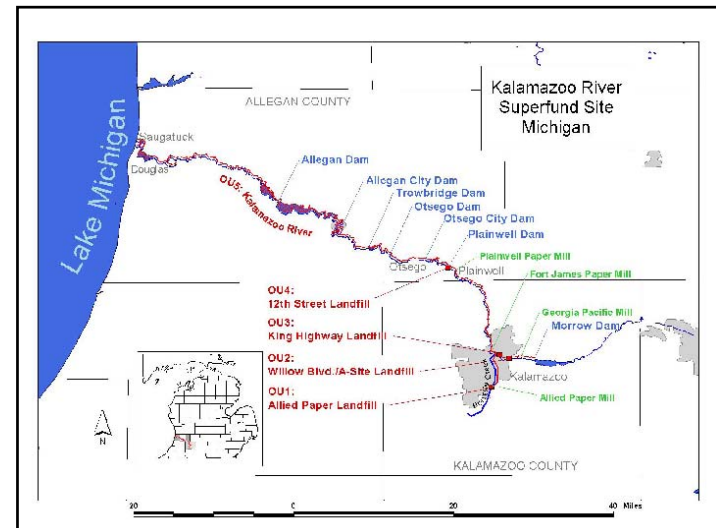 Kalamazoo River
Superfund Site
Michigan
ALLEGAN COUNTY
Lake Michigan
Saugatuck
Douglas
Allegan Dam
OU5: Kalamazoo River
Allegan City Dam
Trowbridge Dam
Otsego Dam
Otsego City Dam
Plainwell Dam
Plainwell Paper Mill
Otsego
Plainwell
Fort James Paper Mill
OU4:
12th Street Landfill
Georgia Pacific Mill
OU3:
King Highway Landfill
Morrow Dam
OU2:
Willow Blvd./A-Site Landfill
Kalamazoo
OU1:
Allied Paper Landfill
Allied Paper Mill
N
KALAMAZOO COUNTY
20 0 20 40 Miles